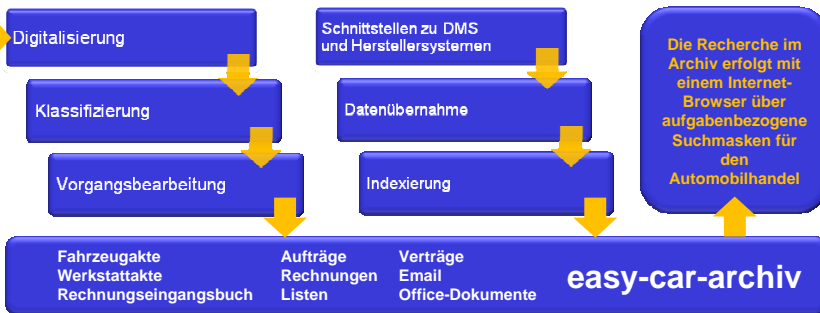 Digitalisierung
Klassifizierung
Vorgangsbearbeitung
Schnittstellen zu DMS
und Herstellersystemen
Datenübernahme
Indexierung
Die Recherche im
Archiv erfolgt mit
einem Internet-
Browser über
aufgabenbezogene
Suchmasken für
den
Automobilhandel
Fahrzeugakte
Werkstattakte
Rechnungseingangsbuch
Aufträge
Rechnungen
Listen
Verträge
Email
Office-Dokumente
easy-car-archiv